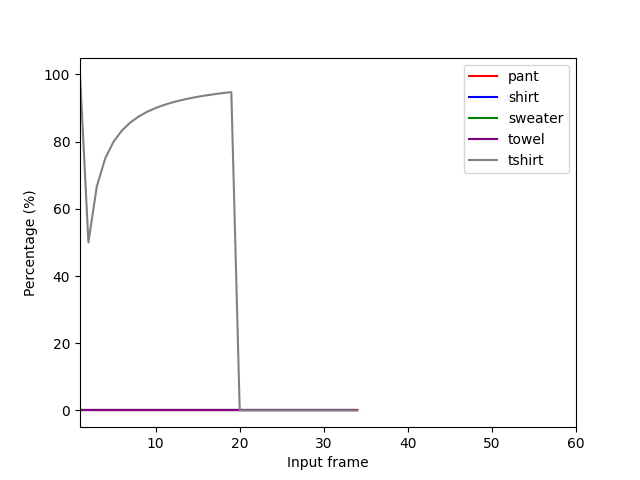 100
80
60
40
20
0
Percentage (%)
10 20 30 40 50 60
Input frame
pant
shirt
sweater
towel
tshirt